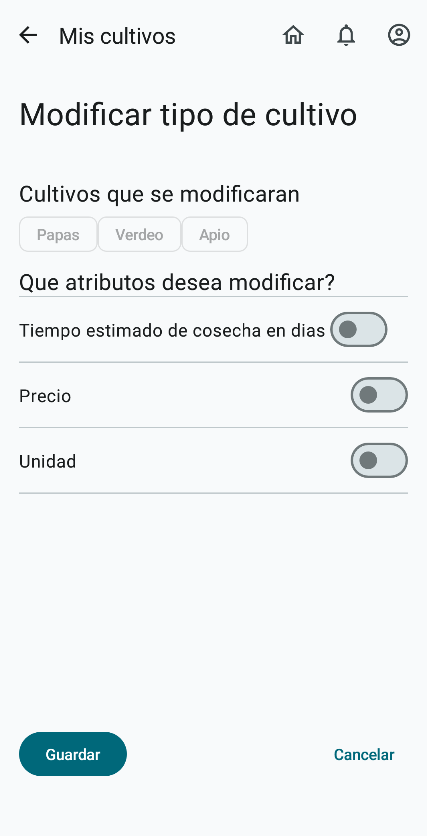 Mis cultivos
Modificar tipo de cultivo
Cultivos que se modificaran
Papas Verdeo Apio
Que atributos desea modificar?
Tiempo estimado de cosecha en dias
Precio
Unidad
Guardar Cancelar